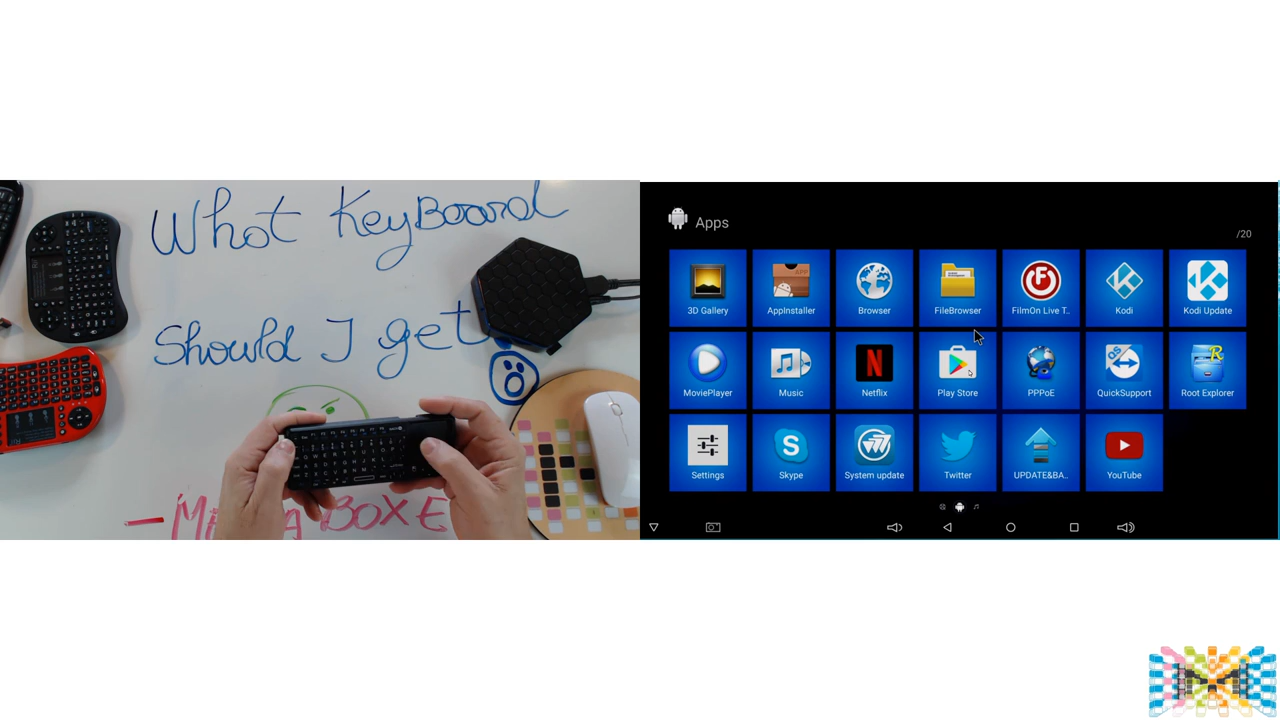 What KeyBoard
Should I get
- M A BOXE
Apps
/20
3D Gallery
AppInstaller
Browser
FileBrowser
FilmOn Live T..
Kodi
Kodi Update
MoviePlayer
Music
Netflix
Play Store
PPPoE
QuickSupport
Root Explorer
Settings
Skype
System update
Twitter
UPDATE&BA..
YouTube